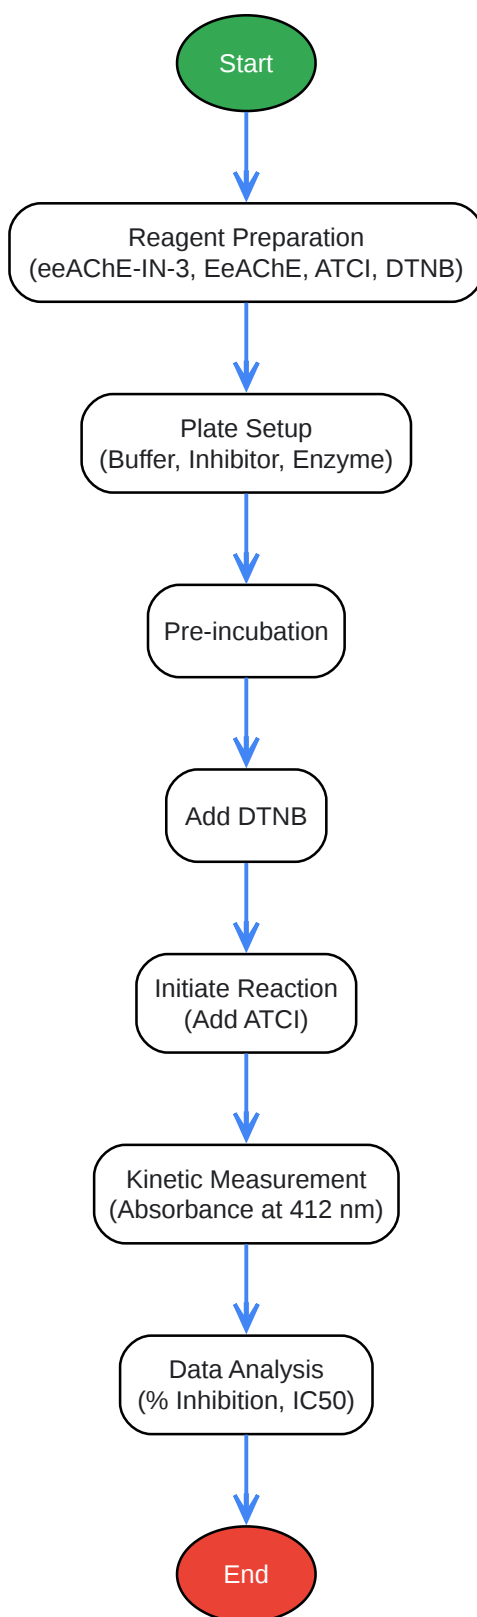 Start
Reagent Preparation
(eeAChE-IN-3, EeAChE, ATCI, DTNB)
Plate Setup
(Buffer, Inhibitor, Enzyme)
Pre-incubation
Add DTNB
Initiate Reaction
(Add ATCI)
Kinetic Measurement
(Absorbance at 412 nm)
Data Analysis
(% Inhibition, IC50)
End